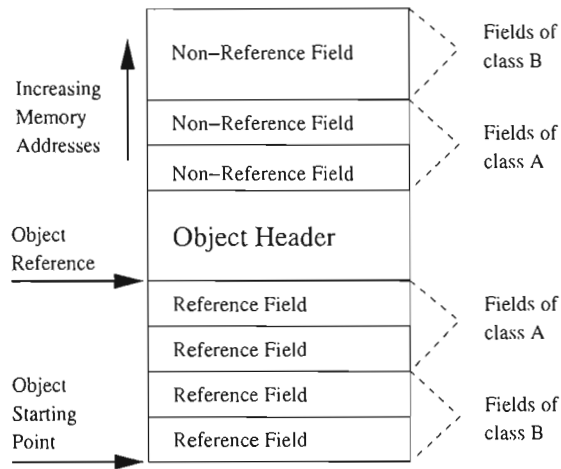 Non–Reference Field
Fields of
class B
Increasing
Memory
Addresses
Non–Reference Field
Non–Reference Field
Fields of
class A
Object Header
Object
Reference
Reference Field
Reference Field
Fields of
class A
Object
Starting
Point
Reference Field
Reference Field
Fields of
class B